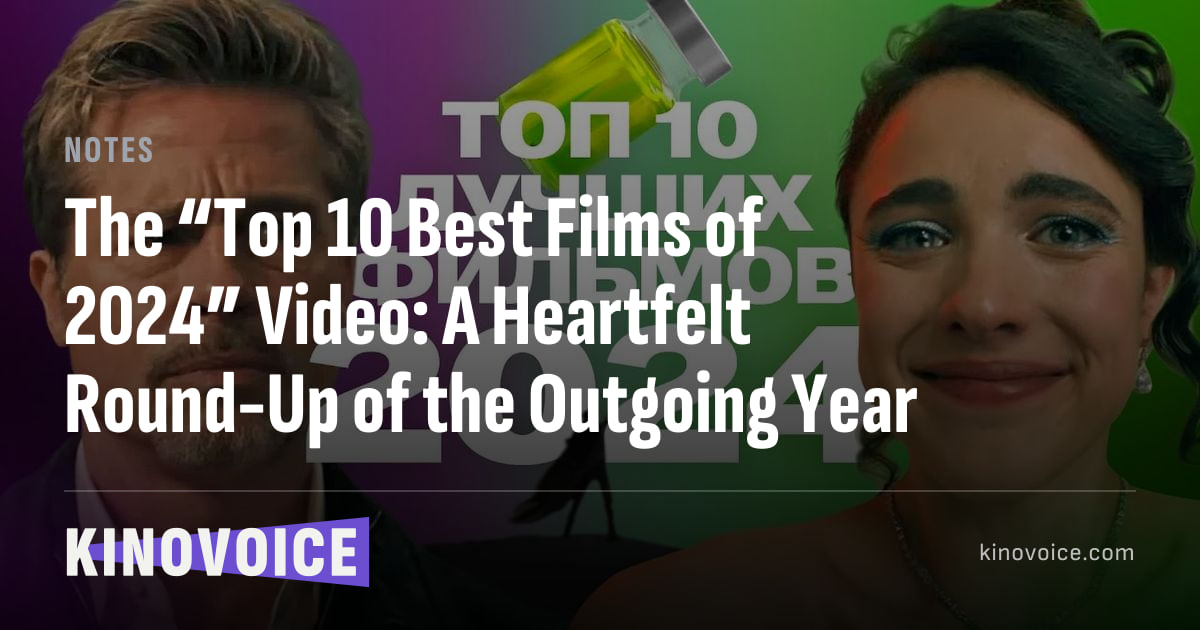 NOTES
ТОП 10
ЛУЧШИХ
ФИЛЬМОВ
2024
The “Top 10 Best Films of
2024” Video: A Heartfelt
Round-Up of the Outgoing Year
KINOVOICE
kinovoice.com